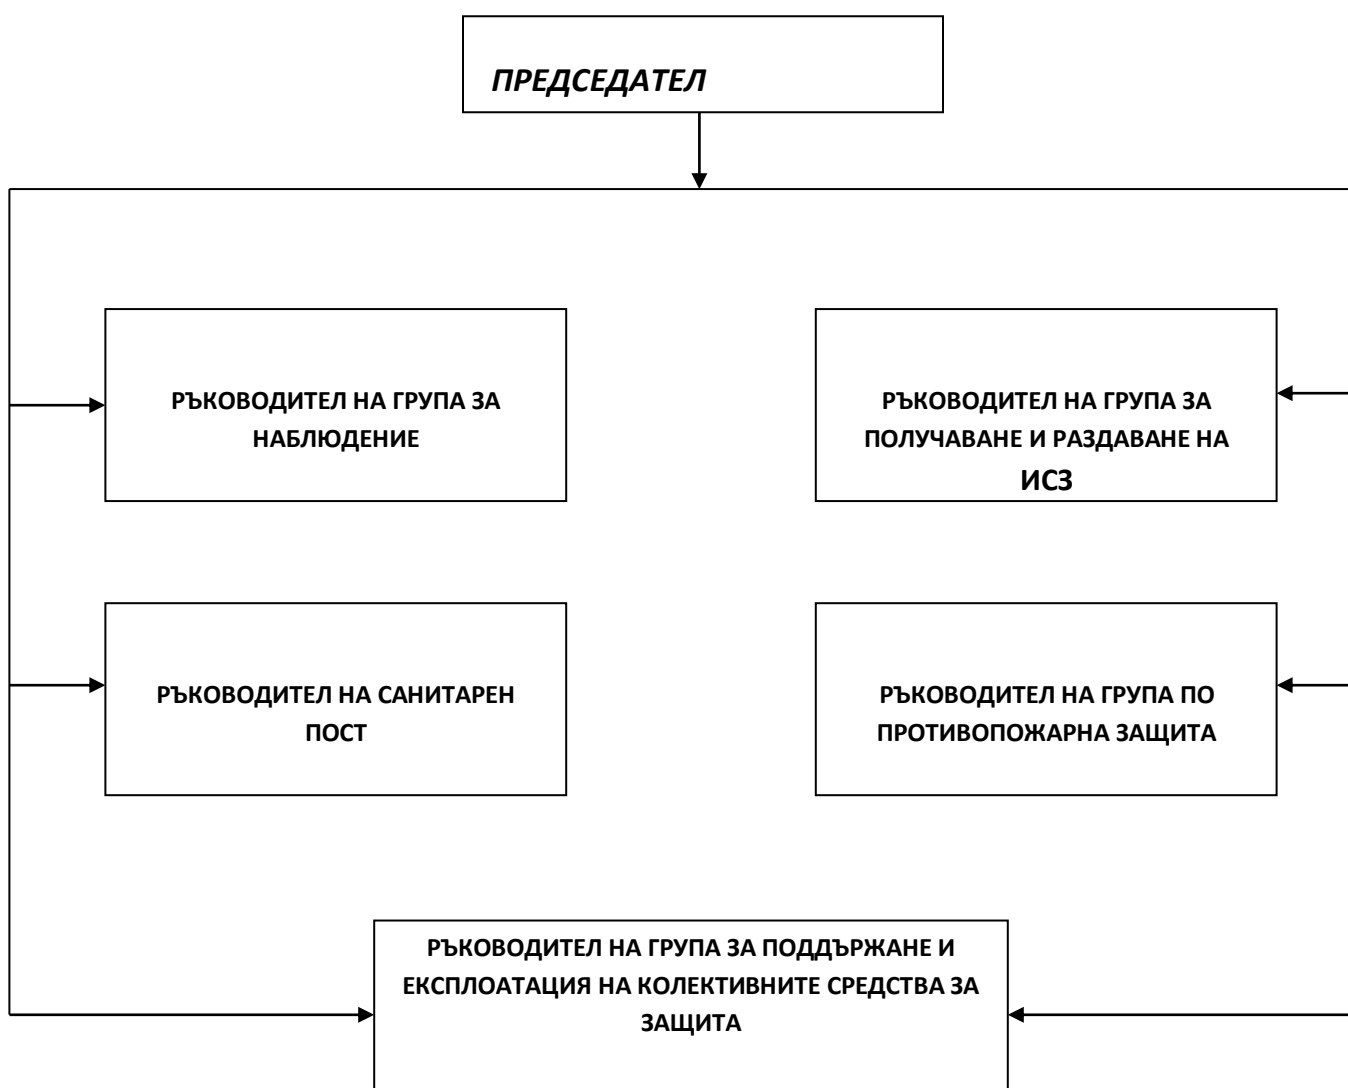 ПРЕДСЕДАТЕЛ
РЪКОВОДИТЕЛ НА ГРУПА ЗА
НАБЛЮДЕНИЕ
РЪКОВОДИТЕЛ НА ГРУПА ЗА
ПОЛУЧАВАНЕ И РАЗДАВАНЕ НА
ИСЗ
РЪКОВОДИТЕЛ НА САНИТАРЕН
ПОСТ
РЪКОВОДИТЕЛ НА ГРУПА ПО
ПРОТИВОПОЖАРНА ЗАЩИТА
РЪКОВОДИТЕЛ НА ГРУПА ЗА ПОДДЪРЖАНЕ И
ЕКСПЛОАТАЦИЯ НА КОЛЕКТИВНИТЕ СРЕДСТВА ЗА
ЗАЩИТА